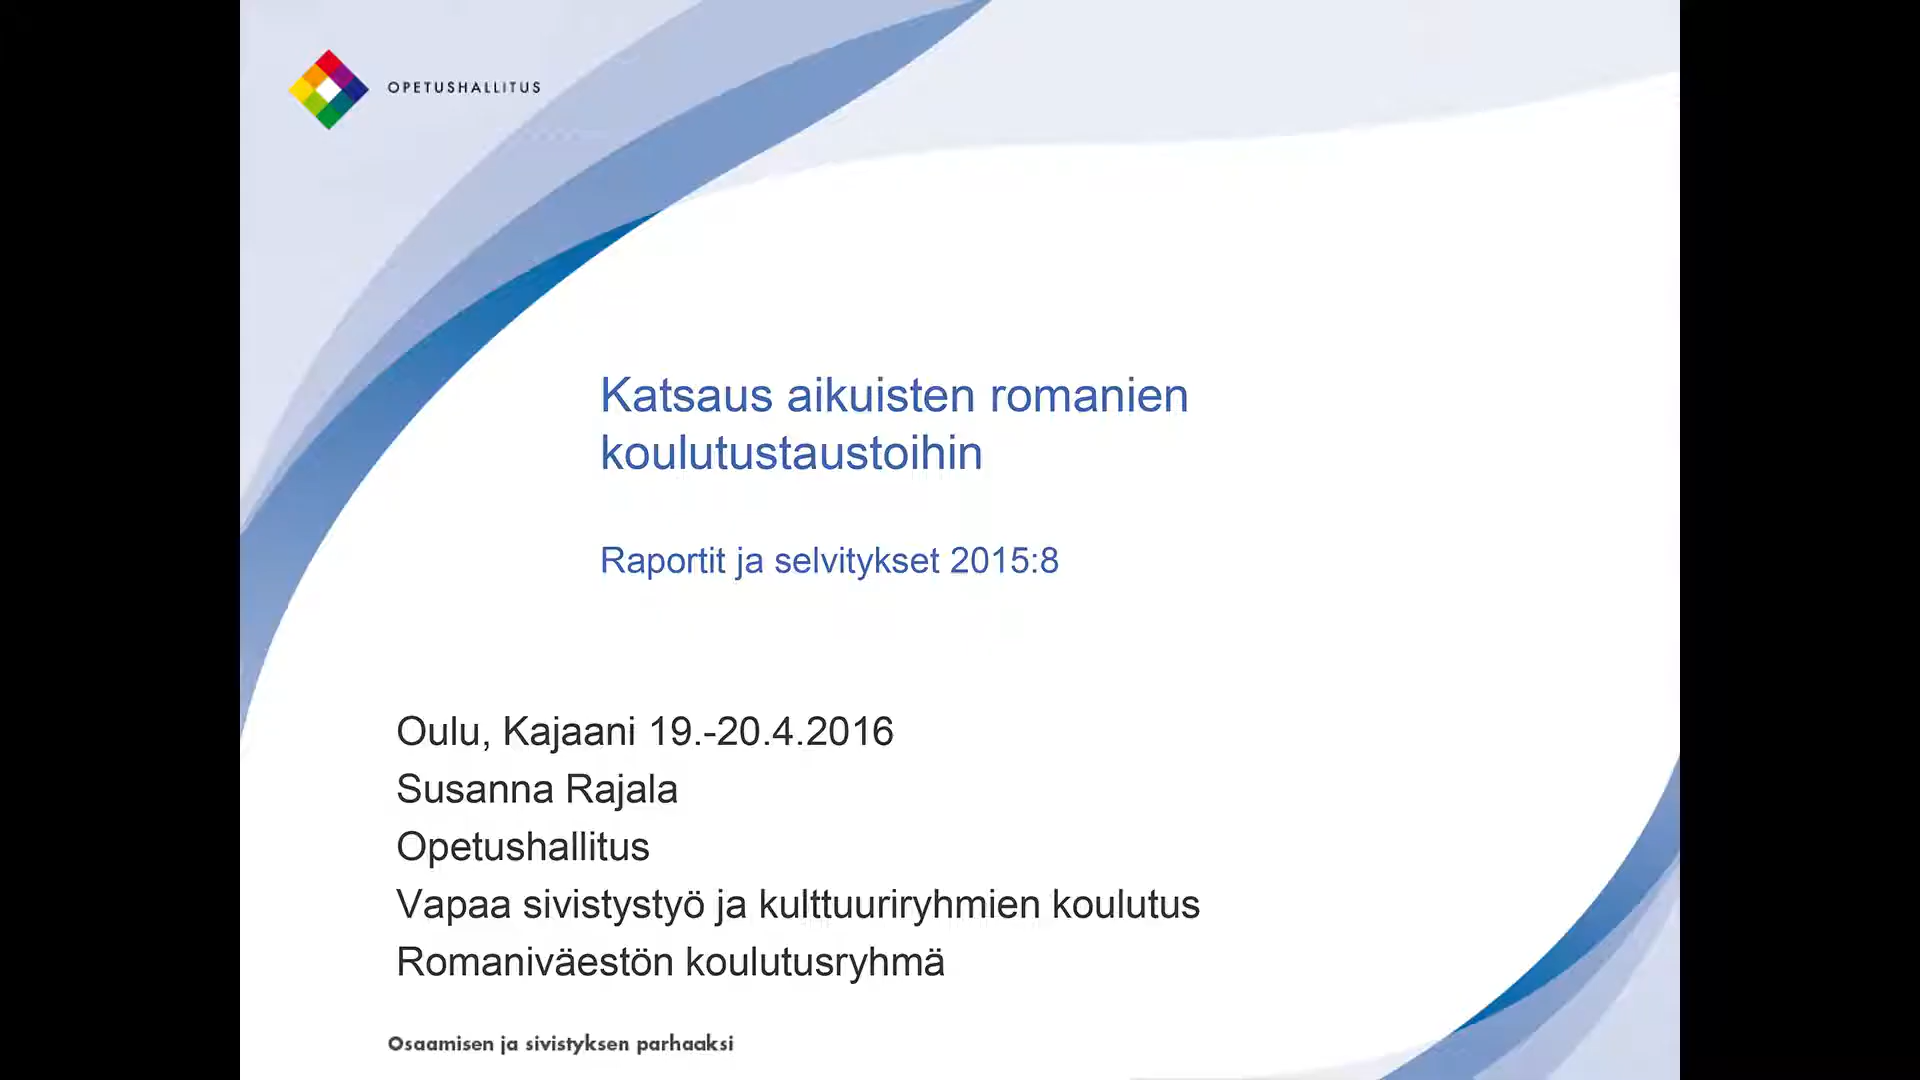 OPETUSHALLITUS
Katsaus aikuisten romanien
koulutustaustoihin
Raportit ja selvitykset 2015:8
Oulu, Kajaani 19.-20.4.2016
Susanna Rajala
Opetushallitus
Vapaa sivistystyö ja kulttuuriryhmien koulutus
Romaniväestön koulutusryhmä
Osaamisen ja sivistyksen parhaaksi